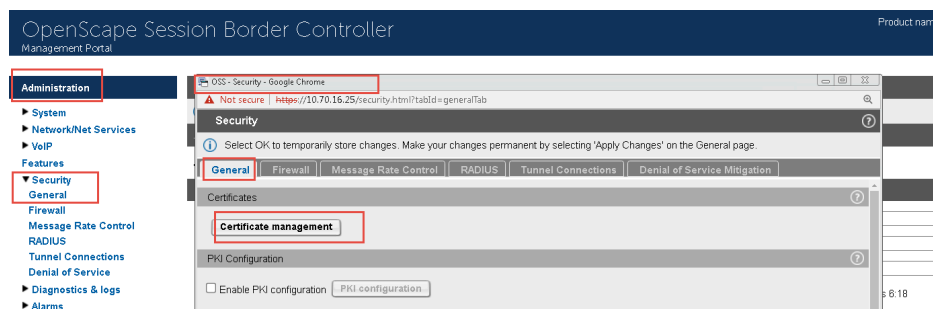 OpenScape Session Border Controller
Product nam
Management Portal
Administration
System
Network/Net Services
VoIP
Features
Security
General
Firewall
Message Rate Control
RADIUS
Tunnel Connections
Denial of Service
Diagnostics & logs
Alarms
OSS - Security - Google Chrome
Not secure | https://10.70.16.25/security.html?tabId=generalTab
Security
Select OK to temporarily store changes. Make your changes permanent by selecting 'Apply Changes' on the General page.
General Firewall Message Rate Control RADIUS Tunnel Connections Denial of Service Mitigation
Certificates
Certificate management
PKI Configuration
Enable PKI configuration PKI configuration
s 6:18